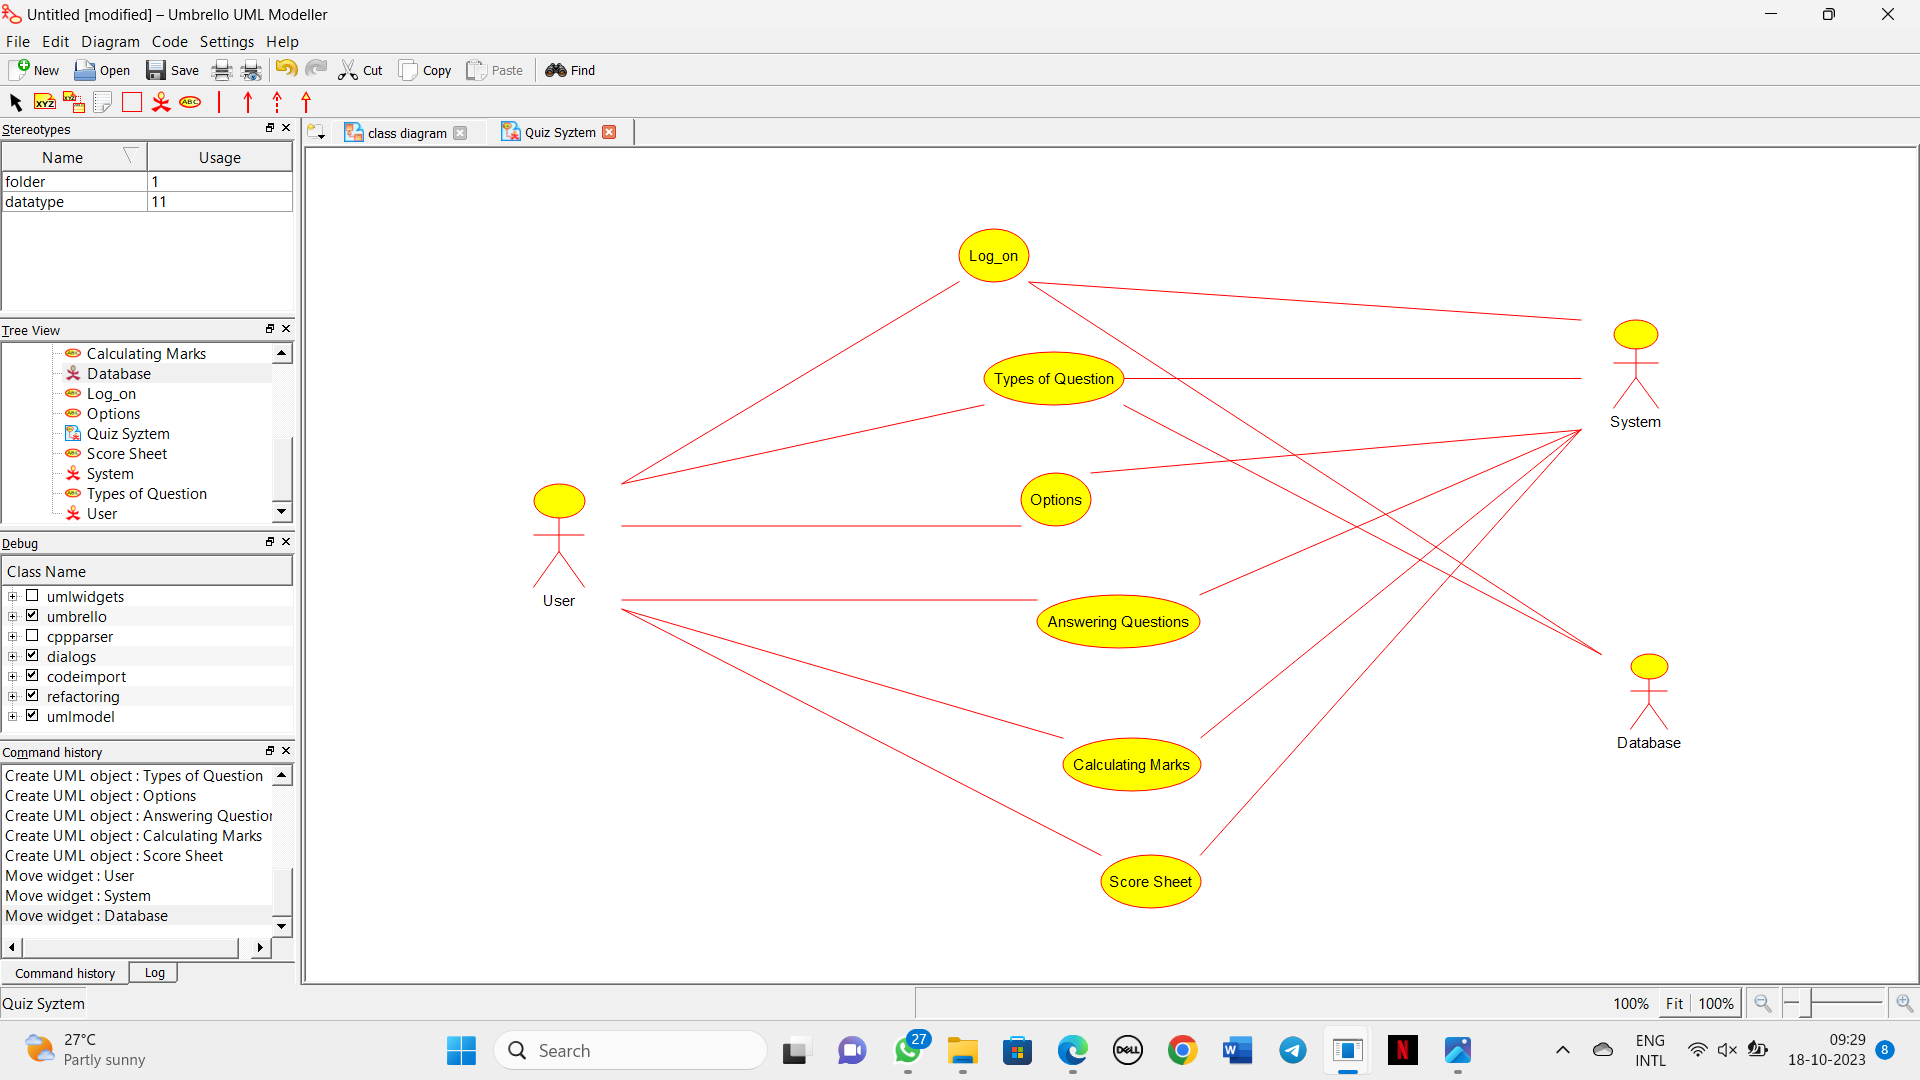 Untitled [modified] – Umbrello UML Modeller
File Edit Diagram Code Settings Help
New Open Save Cut Copy Paste Find
XYZ XYZ ABC
Stereotypes
Name Usage
folder 1
datatype 11
Tree View
Calculating Marks
Database
Log_on
Options
Quiz Syztem
Score Sheet
System
Types of Question
User
Debug
Class Name
umlwidgets
umbrello
cppparser
dialogs
codeimport
refactoring
umlmodel
Command history
Create UML object : Types of Question
Create UML object : Options
Create UML object : Answering Question
Create UML object : Calculating Marks
Create UML object : Score Sheet
Move widget : User
Move widget : System
Move widget : Database
Command history Log
class diagram Quiz Syztem
Log_on
Types of Question
System
Options
User
Answering Questions
Database
Calculating Marks
Score Sheet
Quiz Syztem
100% Fit 100%
27°C
Partly sunny
Search
27
DELL
W
N
ENG
INTL
09:29
18-10-2023
8